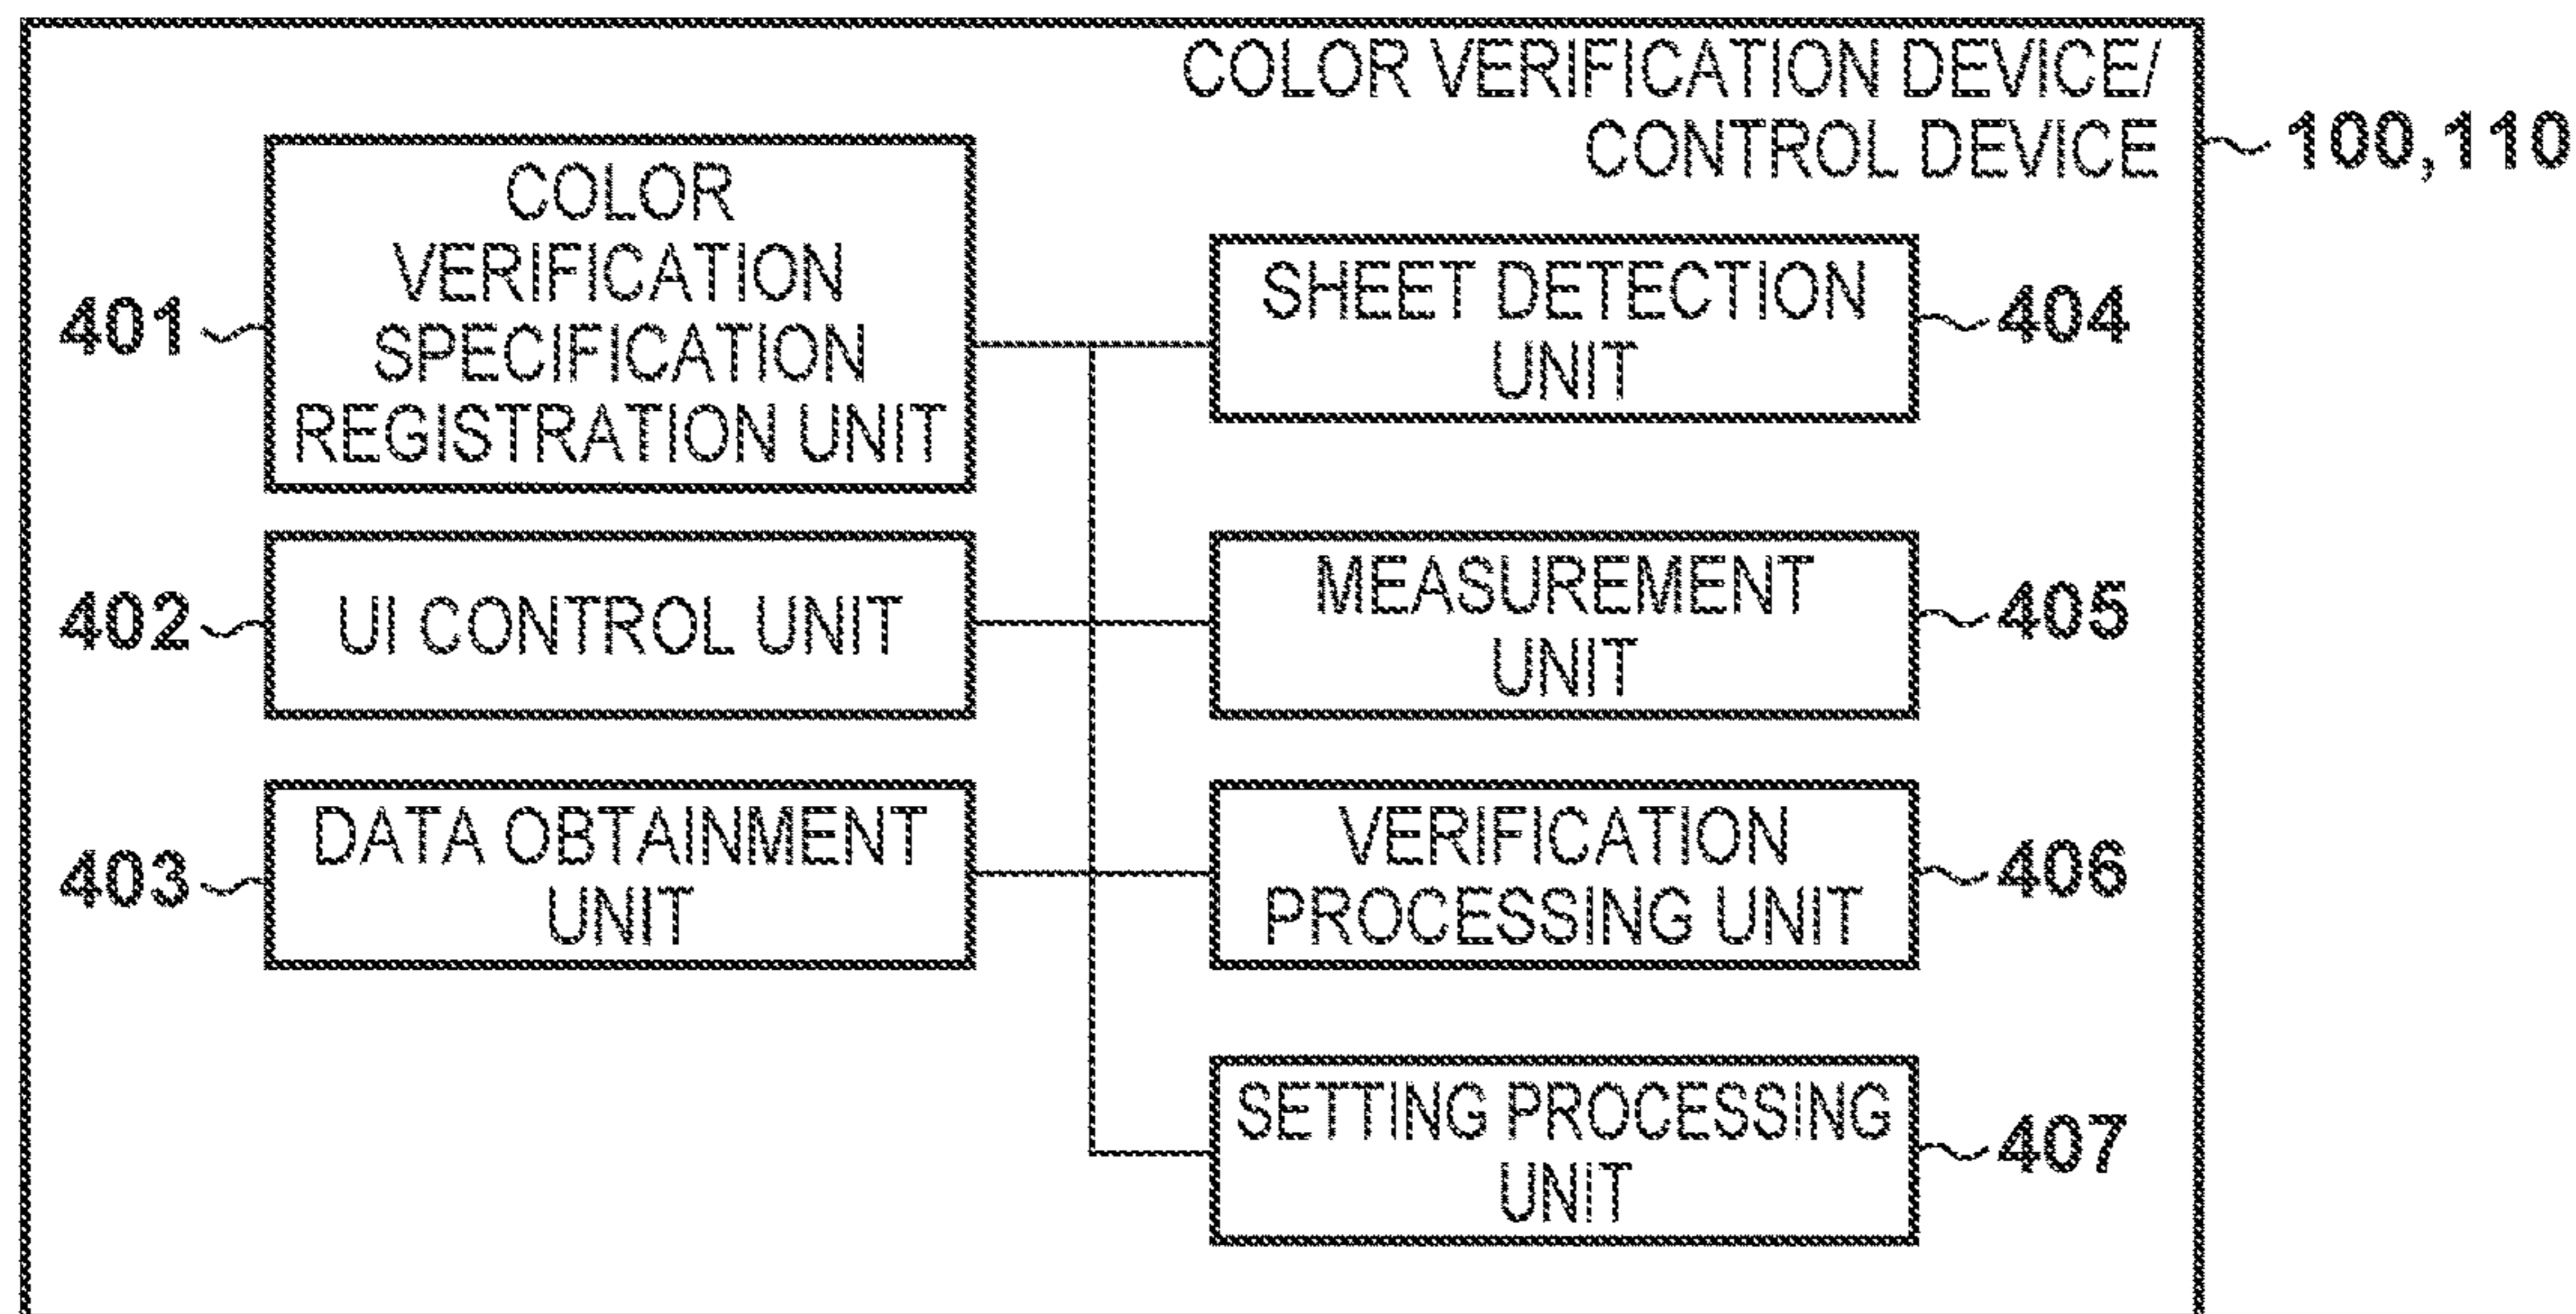 COLOR VERIFICATION DEVICE/
CONTROL DEVICE
100,110
COLOR
VERIFICATION
SPECIFICATION
REGISTRATION UNIT
401
SHEET DETECTION
UNIT
404
UI CONTROL UNIT
402
MEASUREMENT
UNIT
405
DATA OBTAINMENT
UNIT
403
VERIFICATION
PROCESSING UNIT
406
SETTING PROCESSING
UNIT
407